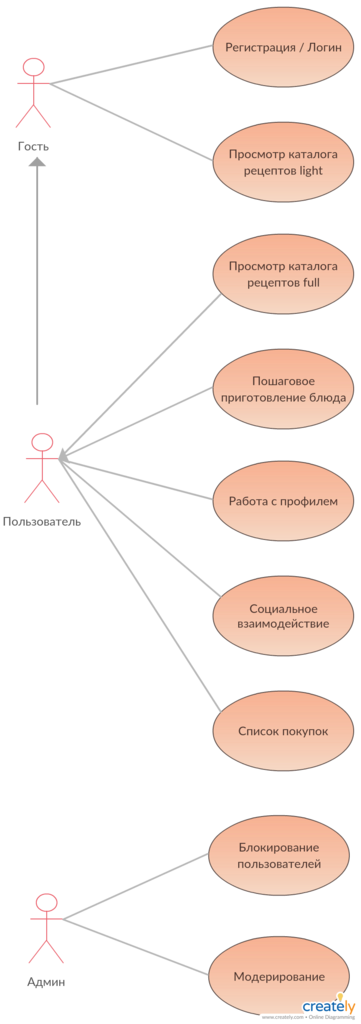 Регистрация / Логин
Гость
Просмотр каталога
рецептов light
Просмотр каталога
рецептов full
Пошаговое
приготовление блюда
Пользователь
Работа с профилем
Социальное
взаимодействие
Список покупок
Блокирование
пользователей
Админ
Модерирование
creately
www.creately.com • Online Diagramming